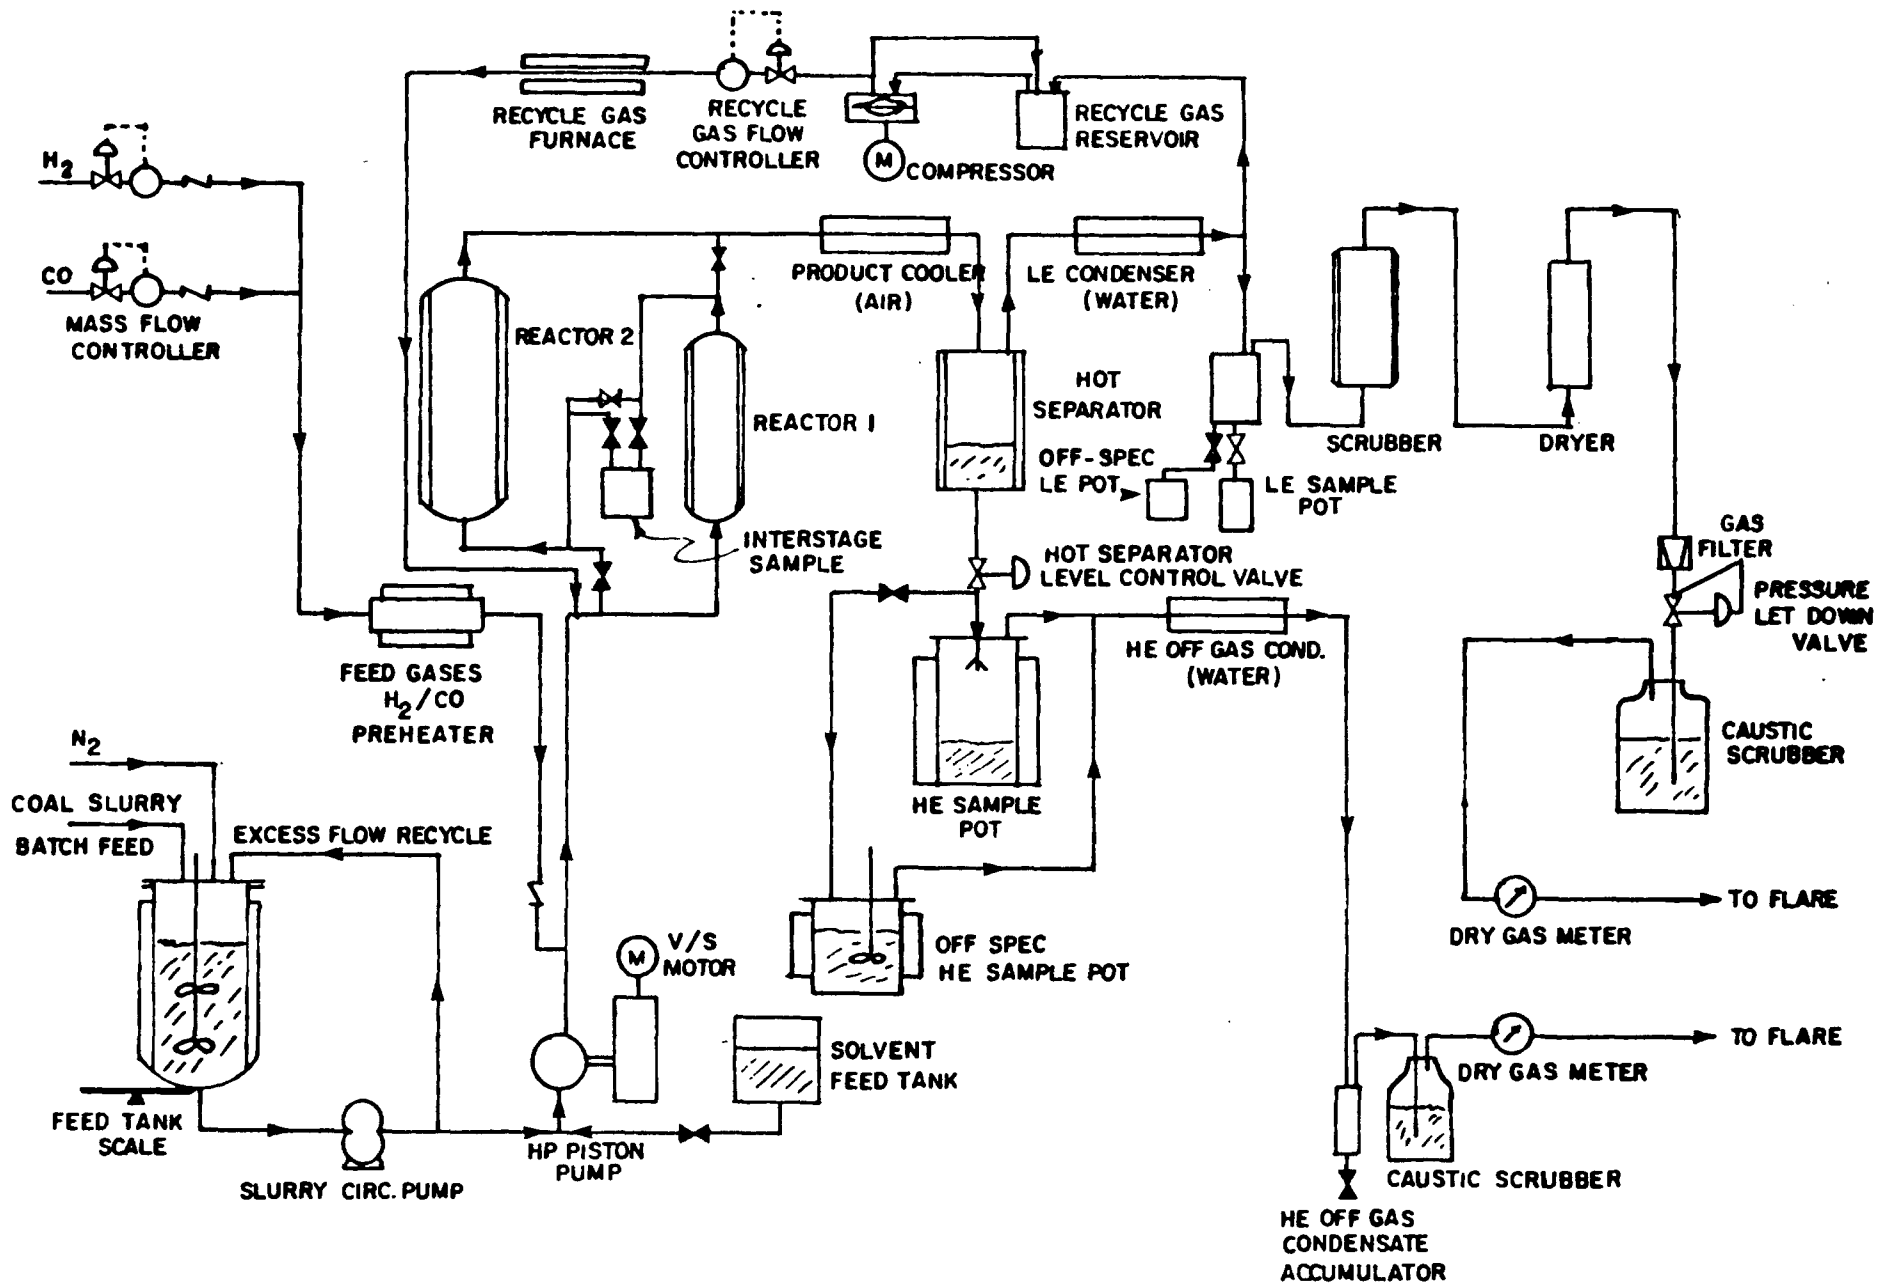 RECYCLE GAS
FURNACE
RECYCLE
GAS FLOW
CONTROLLER
M
COMPRESSOR
RECYCLE GAS
RESERVOIR
H2
CO
MASS FLOW
CONTROLLER
REACTOR 2
PRODUCT COOLER
(AIR)
LE CONDENSER
(WATER)
REACTOR 1
HOT
SEPARATOR
OFF-SPEC
LE POT
LE SAMPLE
POT
SCRUBBER
DRYER
INTERSTAGE
SAMPLE
HOT SEPARATOR
LEVEL CONTROL VALVE
GAS
FILTER
PRESSURE
LET DOWN
VALVE
FEED GASES
H2/CO
PREHEATER
HE OFF GAS COND.
(WATER)
CAUSTIC
SCRUBBER
N2
COAL SLURRY
BATCH FEED
EXCESS FLOW RECYCLE
HE SAMPLE
POT
TO FLARE
DRY GAS METER
M
V/S
MOTOR
OFF SPEC
HE SAMPLE POT
SOLVENT
FEED TANK
TO FLARE
DRY GAS METER
FEED TANK
SCALE
SLURRY CIRC. PUMP
HP PISTON
PUMP
CAUSTIC SCRUBBER
HE OFF GAS
CONDENSATE
ACCUMULATOR